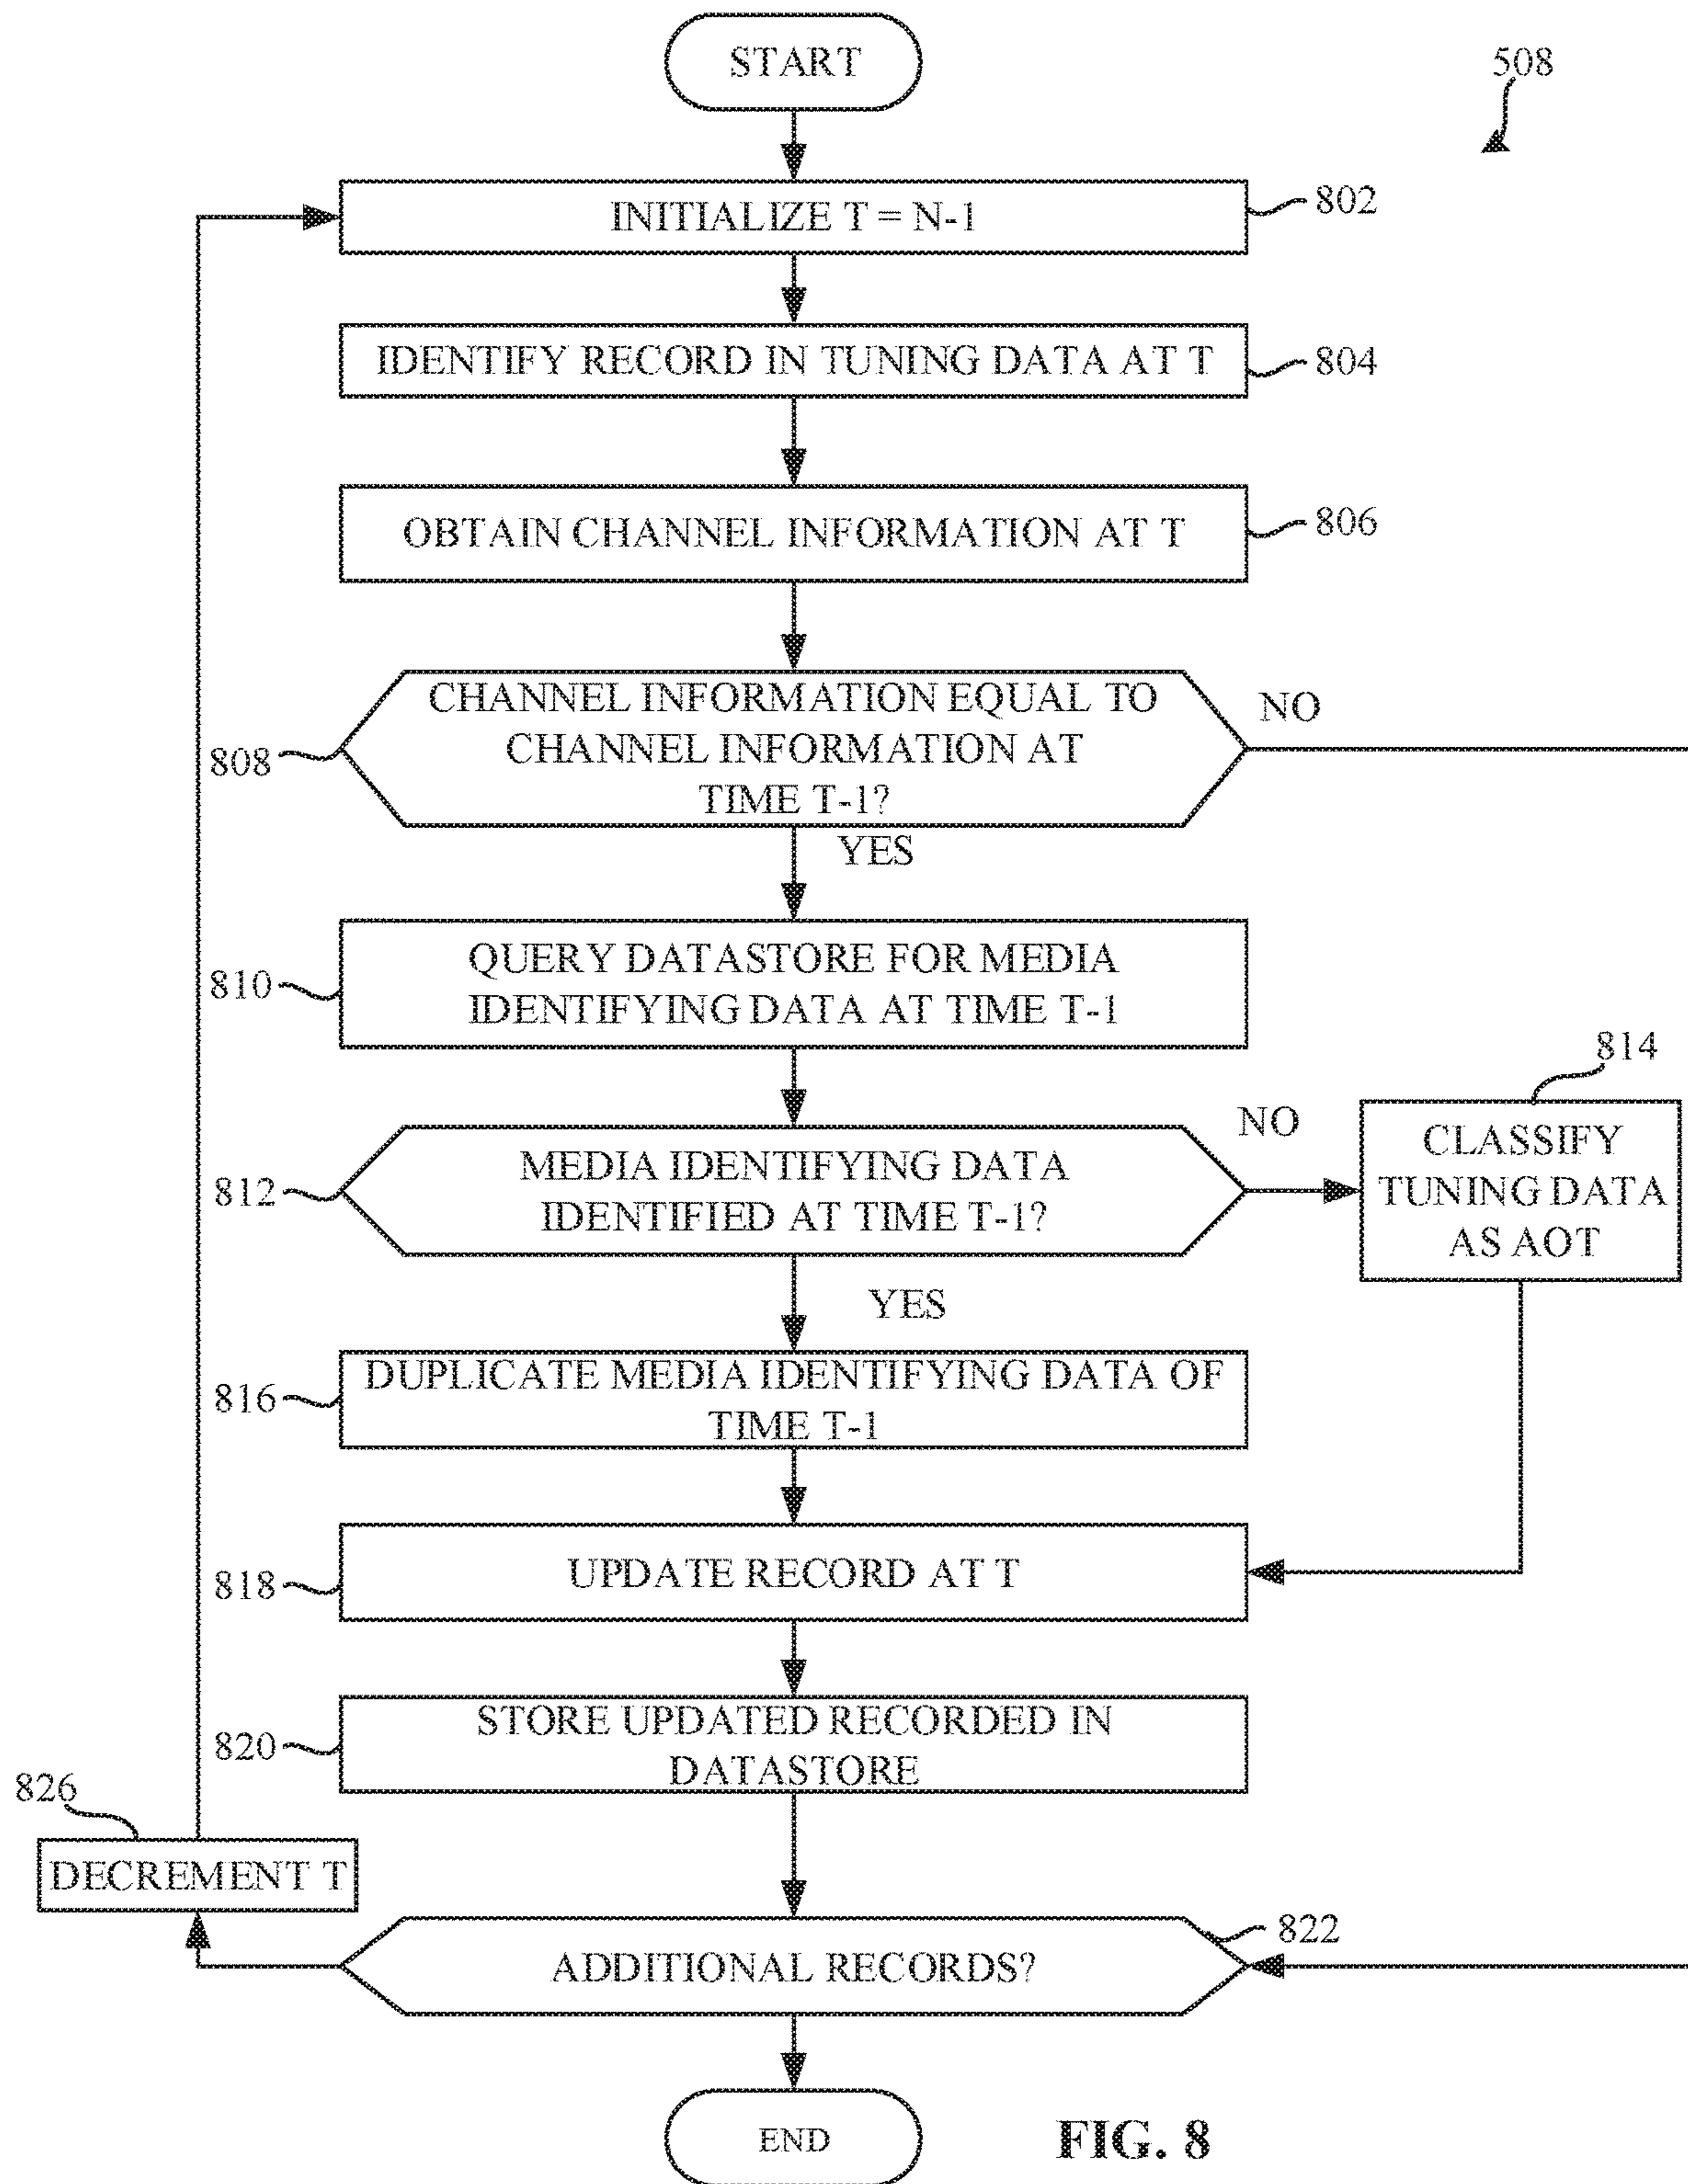 START
508
INITIALIZE T = N-1
802
IDENTIFY RECORD IN TUNING DATA AT T
804
OBTAIN CHANNEL INFORMATION AT T
806
CHANNEL INFORMATION EQUAL TO
CHANNEL INFORMATION AT
TIME T-1?
NO
808
YES
QUERY DATASTORE FOR MEDIA
IDENTIFYING DATA AT TIME T-1
810
814
MEDIA IDENTIFYING DATA
IDENTIFIED AT TIME T-1?
NO
812
CLASSIFY
TUNING DATA
AS AOT
YES
DUPLICATE MEDIA IDENTIFYING DATA OF
TIME T-1
816
UPDATE RECORD AT T
818
STORE UPDATED RECORDED IN
DATASTORE
820
826
DECREMENT T
ADDITIONAL RECORDS?
822
END
FIG. 8